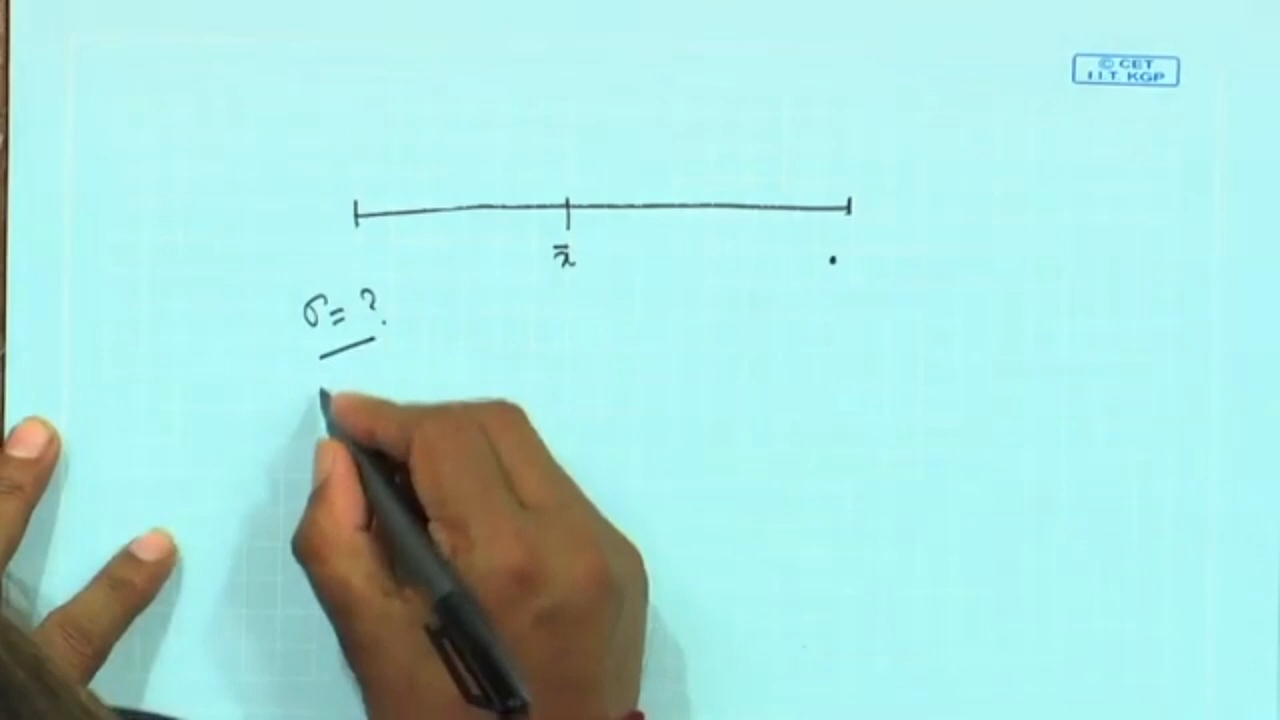 © CET
I.I.T. KGP
x̄
σ = ?